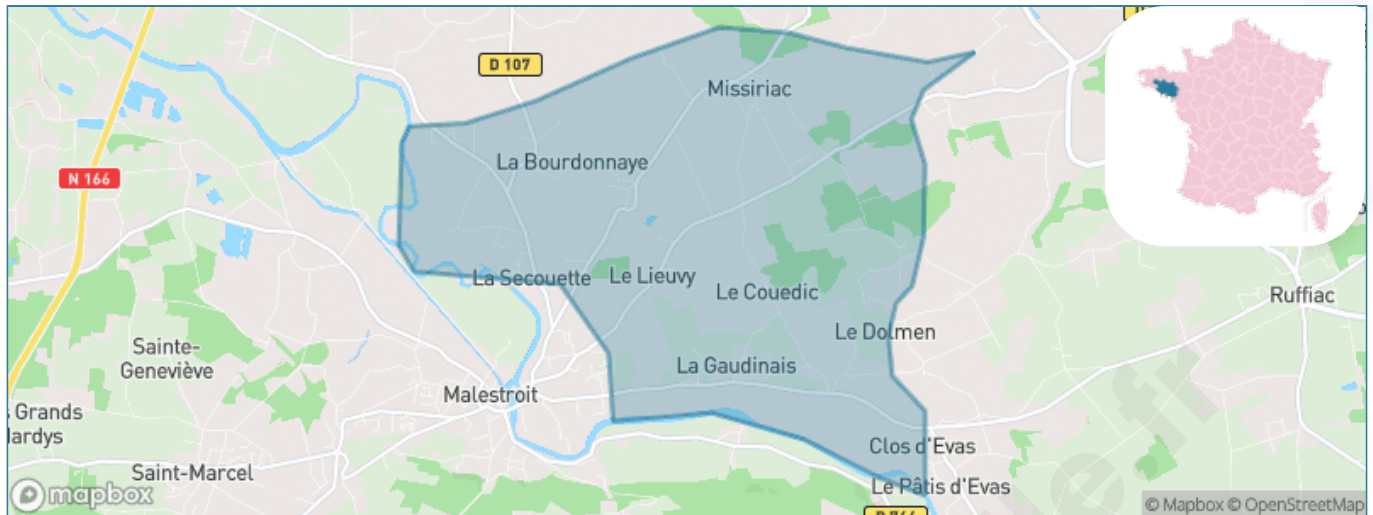 D 107
Missiriac
La Bourdonnaye
N 166
La Secouette
Le Lieuvy
Le Couedic
Ruffiac
Le Dolmen
Sainte-
Geneviève
La Gaudinais
Malestroit
Grands
Clos d'Evas
Saint-Marcel
Le Pâtis d'Evas
mapbox
© Mapbox © OpenStreetMap